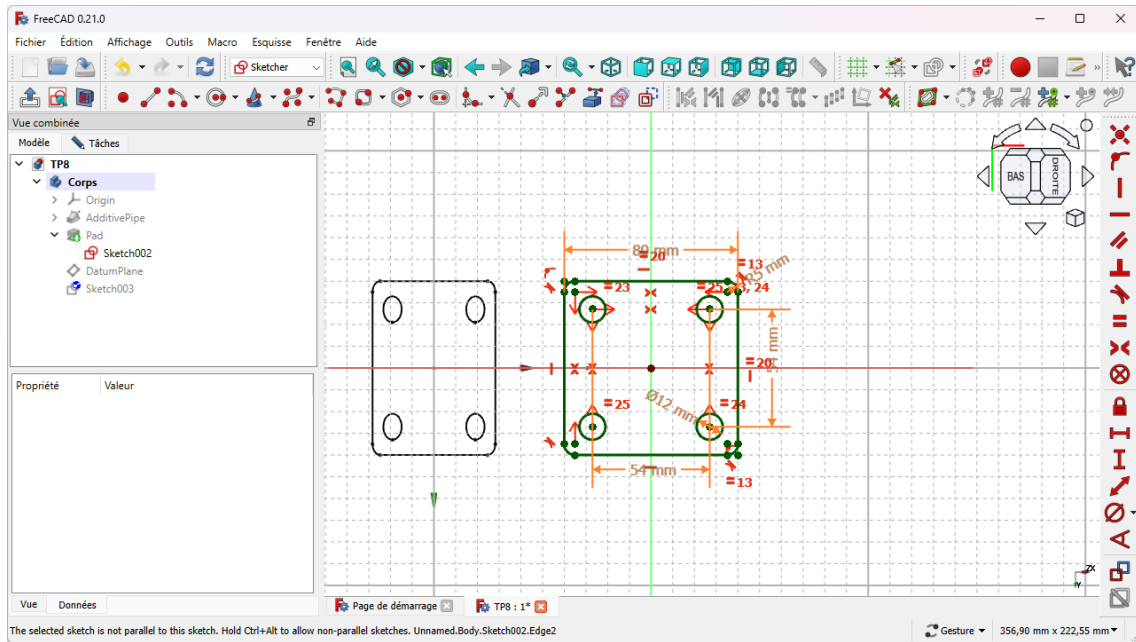 FreeCAD 0.21.0
Fichier Édition Affichage Outils Macro Esquisse Fenêtre Aide
Sketcher
Vue combinée
Modèle Tâches
TP8
Corps
Origin
AdditivePipe
Pad
Sketch002
DatumPlane
Sketch003
Propriété Valeur
Vue Données
BAS DROITE
80 mm
=20
=13
R5 mm
=23
=25
3, 24
=20
Ø12 mm
=25
=24
54 mm
=13
ZX
Y
Page de démarrage TP8 : 1*
The selected sketch is not parallel to this sketch. Hold Ctrl+Alt to allow non-parallel sketches. Unnamed.Body.Sketch002.Edge2
Gesture 356,90 mm x 222,55 mm